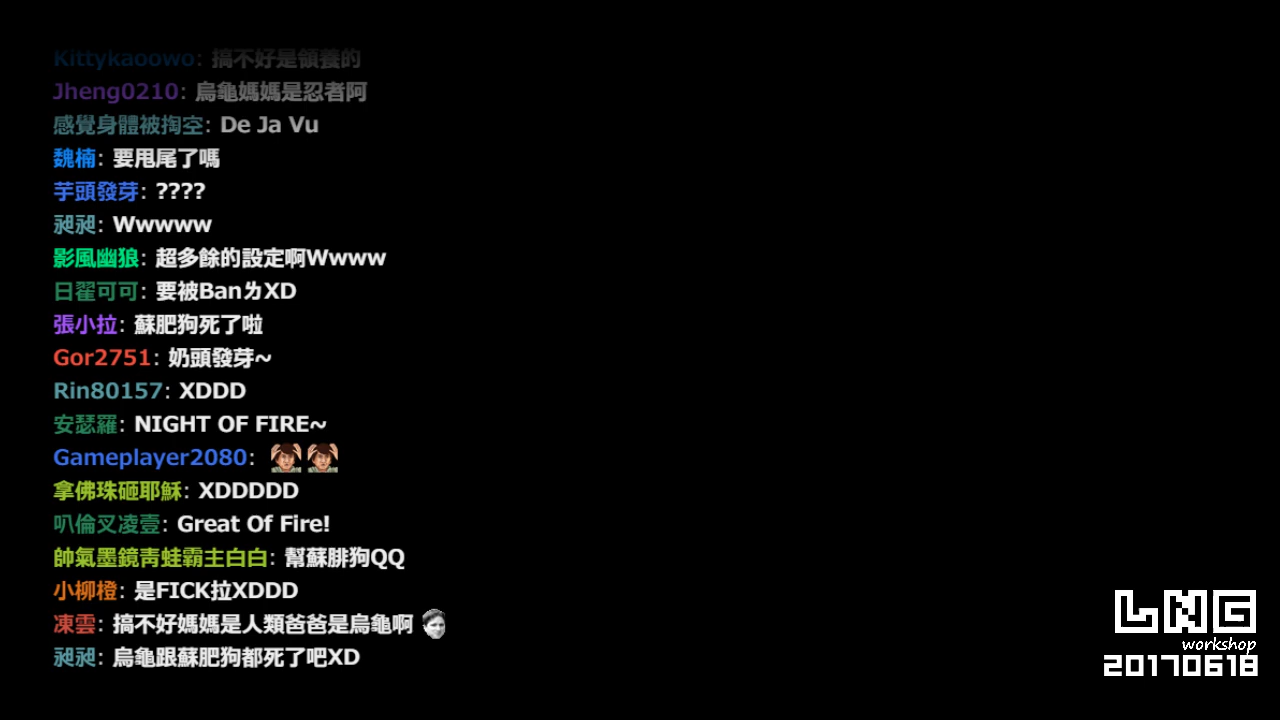 Kittykaoowo: 搞不好是領養的
Jheng0210: 烏龜媽媽是忍者阿
感覺身體被掏空: De Ja Vu
魏楠: 要甩尾了嗎
芋頭發芽: ????
昶昶: Wwwww
影風幽狼: 超多餘的設定啊Wwww
日翟可可: 要被BanㄌXD
張小拉: 蘇肥狗死了啦
Gor2751: 奶頭發芽~
Rin80157: XDDD
安瑟羅: NIGHT OF FIRE~
Gameplayer2080:
拿佛珠砸耶穌: XDDDDD
叭倫叉凌壹: Great Of Fire!
帥氣墨鏡青蛙霸主白白: 幫蘇腓狗QQ
小柳橙: 是FICK拉XDDD
凍雲: 搞不好媽媽是人類爸爸是烏龜啊
昶昶: 烏龜跟蘇肥狗都死了吧XD
LNG
workshop
20170618